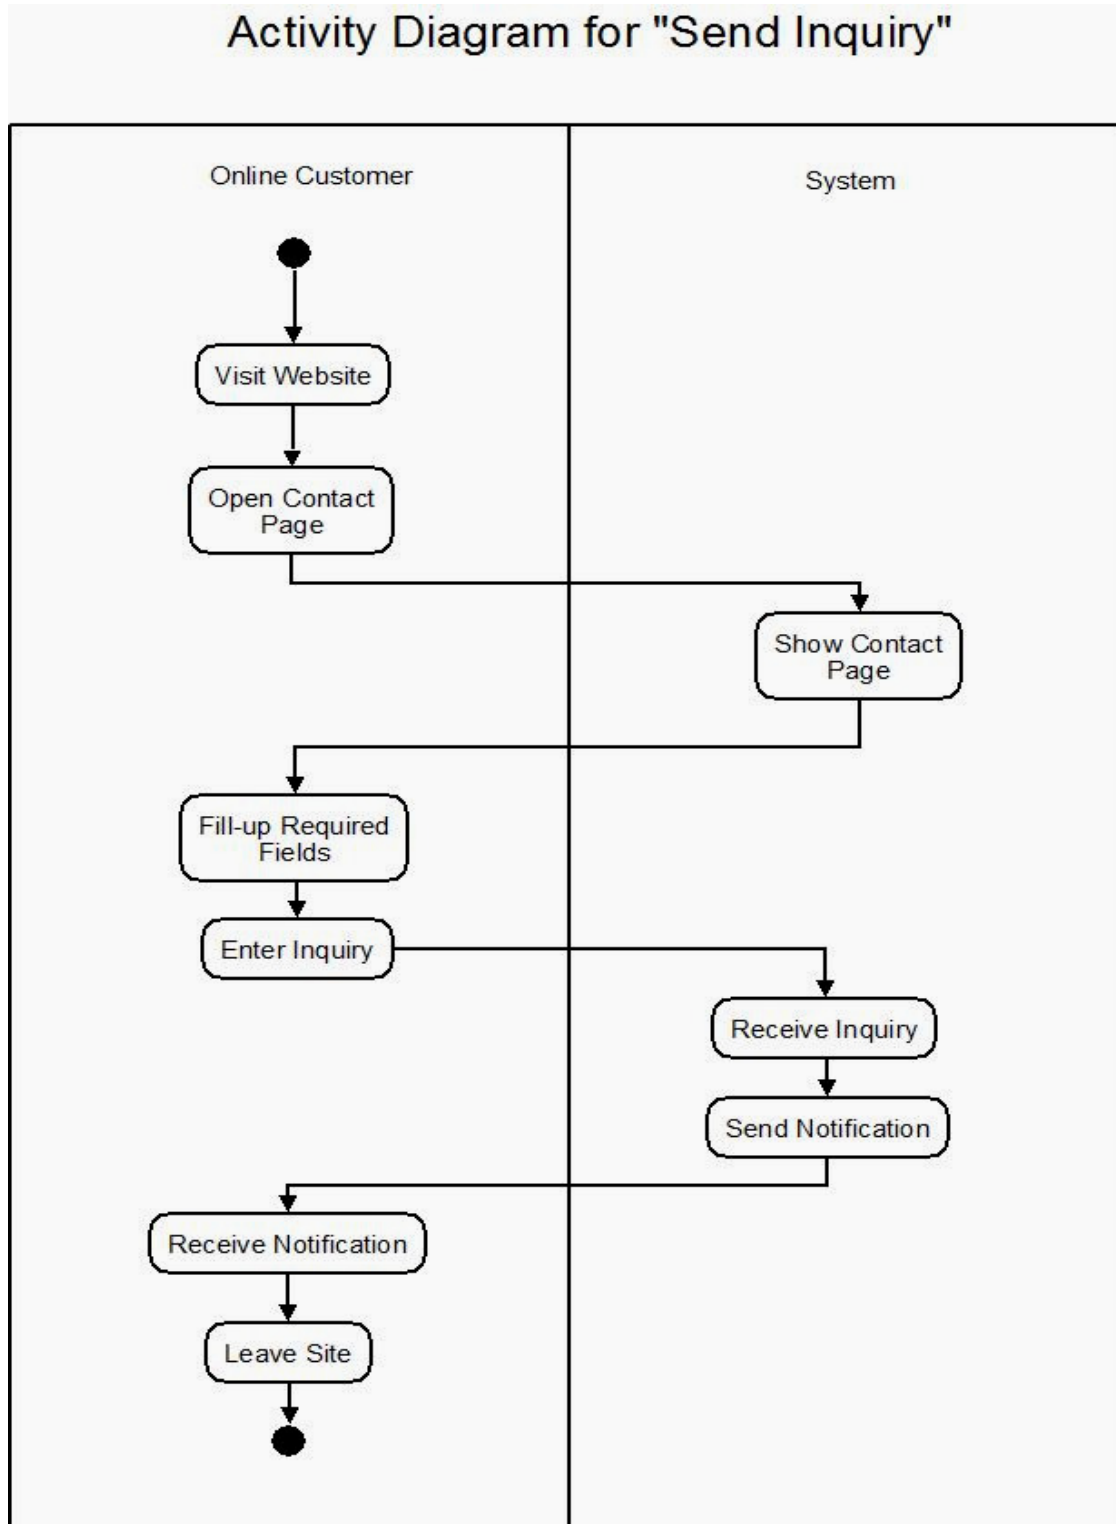 Activity Diagram for "Send Inquiry"
Online Customer
System
Visit Website
Open Contact
Page
Show Contact
Page
Fill-up Required
Fields
Enter Inquiry
Receive Inquiry
Send Notification
Receive Notification
Leave Site